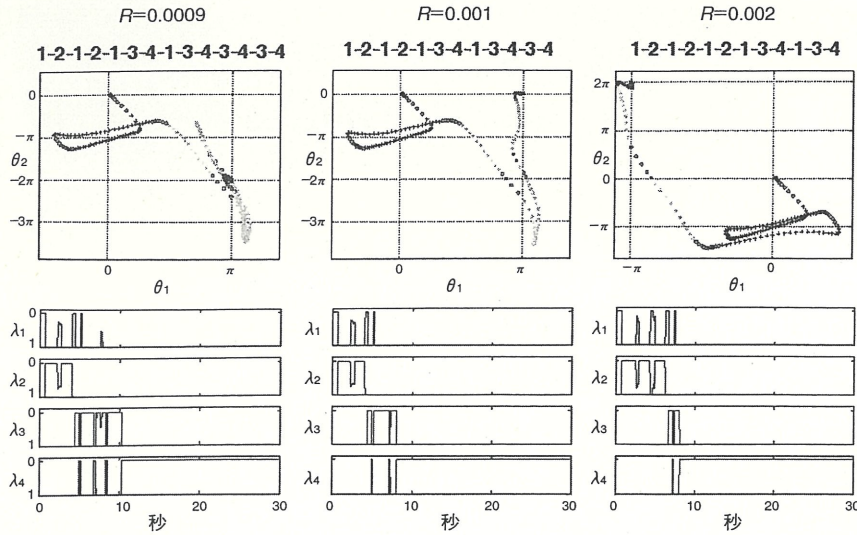 R=0.0009
1-2-1-2-1-3-4-1-3-4-3-4-3-4
0
−π
θ2
−2π
−3π
0
π
θ1
R=0.001
1-2-1-2-1-3-4-1-3-4-3-4
0
−π
θ2
−2π
−3π
0
π
θ1
R=0.002
1-2-1-2-1-2-1-3-4-1-3-4
2π
π
θ2
0
−π
−π
0
θ1
λ1
0
1
λ2
0
1
λ3
0
1
λ4
0
1
0
10
20
30
秒
λ1
λ2
λ3
λ4
0
10
20
30
秒
λ1
λ2
λ3
λ4
0
10
20
30
秒